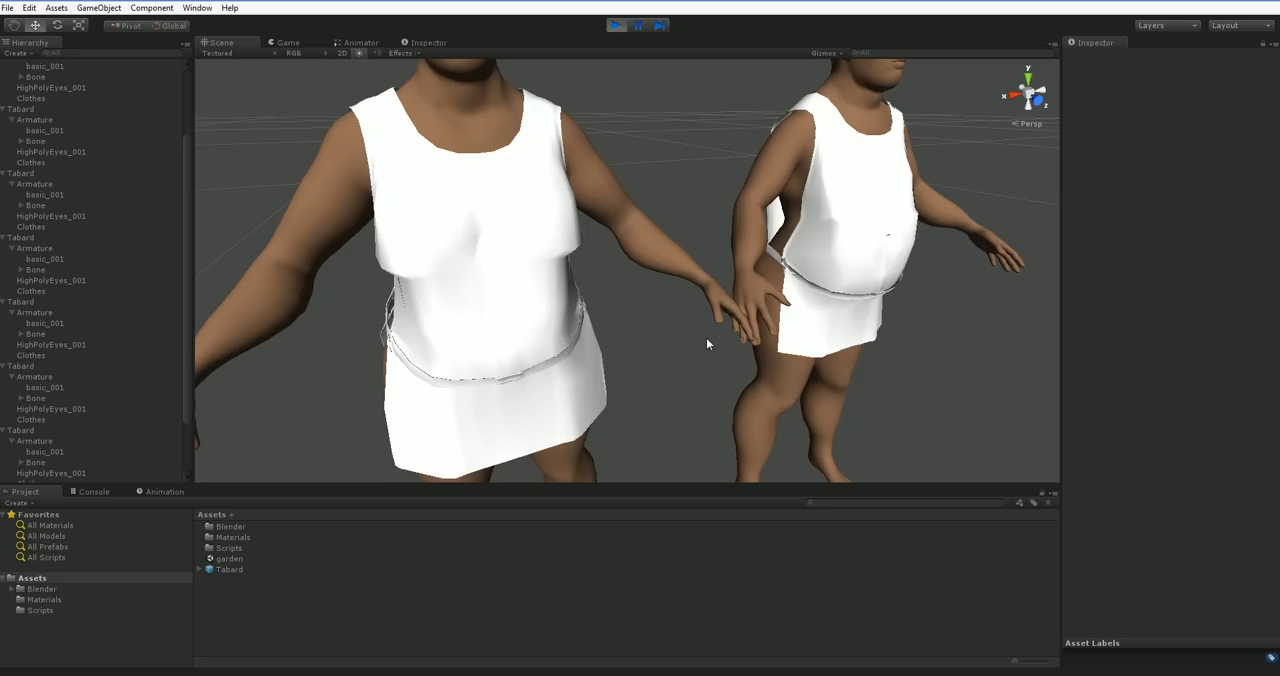 File Edit Assets GameObject Component Window Help
Pivot Global Layers Layout
Hierarchy Scene Game Animator Inspector Inspector
Create All Textured RGB 2D Effects Gizmos All
basic_001
Bone
HighPolyEyes_001
Clothes
Tabard
Armature
basic_001
Bone
HighPolyEyes_001
Clothes
Tabard
Armature
basic_001
Bone
HighPolyEyes_001
Clothes
Tabard
Armature
basic_001
Bone
HighPolyEyes_001
Clothes
Tabard
Armature
basic_001
Bone
HighPolyEyes_001
Clothes
Tabard
Armature
basic_001
Bone
HighPolyEyes_001
Clothes
Tabard
Armature
basic_001
Bone
HighPolyEyes_001
y
x
z
Persp
Project Console Animation
Create
Favorites
All Materials
All Models
All Prefabs
All Scripts
Assets
Blender
Materials
Scripts
Assets
Blender
Materials
Scripts
garden
Tabard
Asset Labels